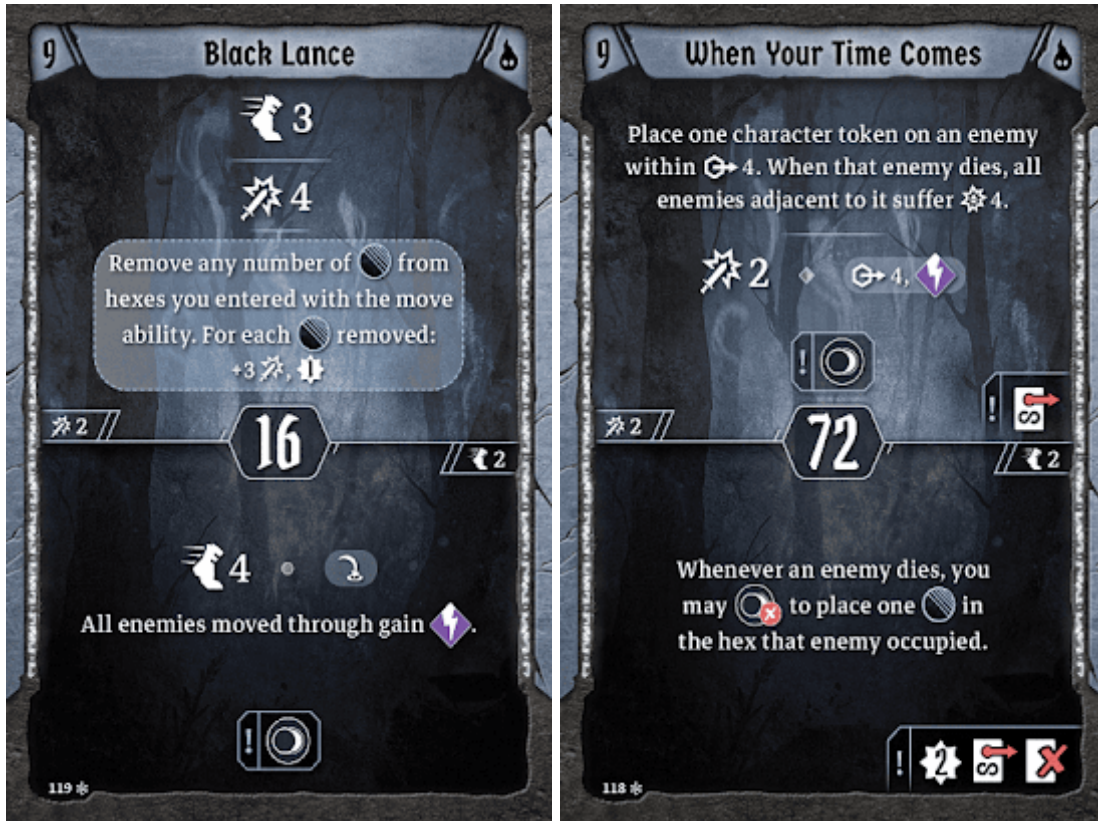 9 Black Lance
3
4
Remove any number of from
hexes you entered with the move
ability. For each removed:
+3 , 1
2
16
2
4
All enemies moved through gain .
!
119
9 When Your Time Comes
Place one character token on an enemy
within 4. When that enemy dies, all
enemies adjacent to it suffer 4.
2 4,
!
! S
2
72
2
Whenever an enemy dies, you
may to place one in
the hex that enemy occupied.
! 2 S
118